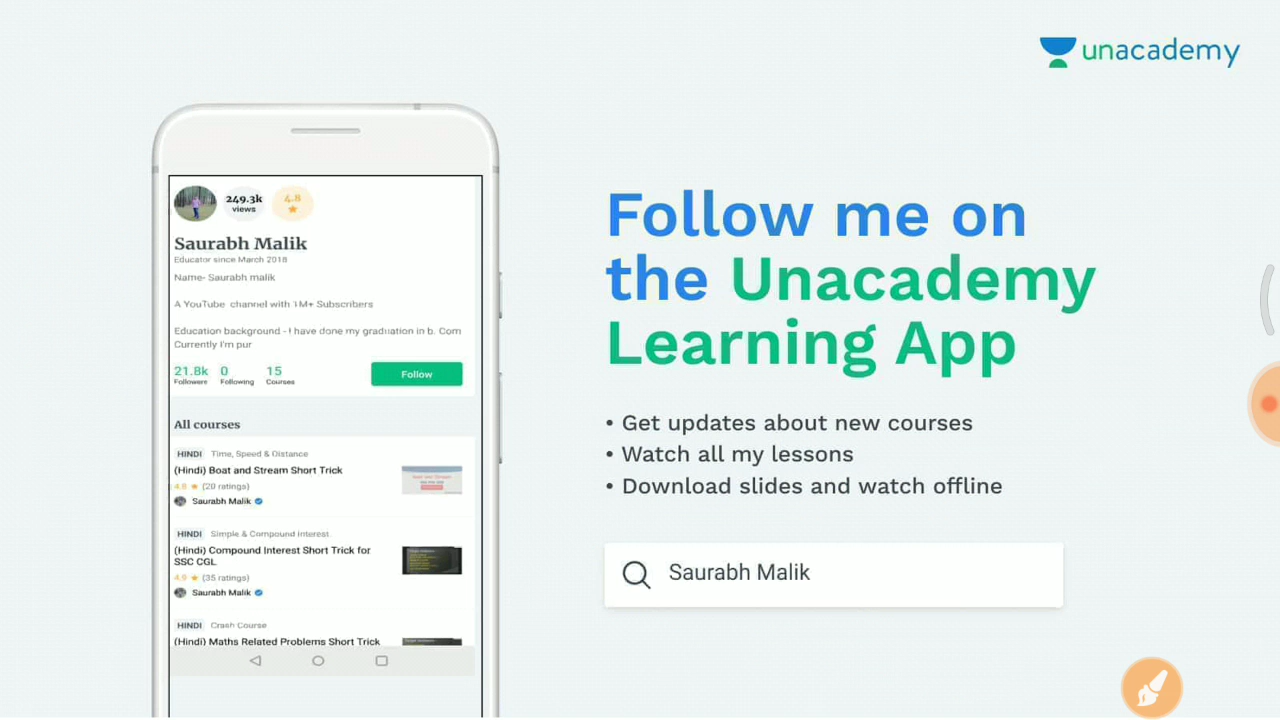 unacademy
249.3k
views
4.8
Saurabh Malik
Educator since March 2018
Name- Saurabh malik
A YouTube channel with 1M+ Subscribers
Education background - I have done my graduation in b. Com
Currently I'm pur
21.8k 0 15
Followers Following Courses
Follow
All courses
HINDI Time, Speed & Distance
(Hindi) Boat and Stream Short Trick
4.8 ★ (20 ratings)
Saurabh Malik
HINDI Simple & Compound Interest
(Hindi) Compound Interest Short Trick for
SSC CGL
4.9 ★ (35 ratings)
Saurabh Malik
HINDI Crash Course
(Hindi) Maths Related Problems Short Trick
Follow me on
the Unacademy
Learning App
• Get updates about new courses
• Watch all my lessons
• Download slides and watch offline
Saurabh Malik